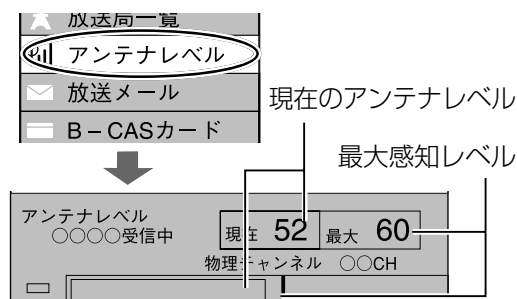 放送局一覧
アンテナレベル
放送メール
B－CASカード
現在のアンテナレベル
最大感知レベル
アンテナレベル
○○○○受信中
現在 52 最大 60
物理チャンネル ○○CH